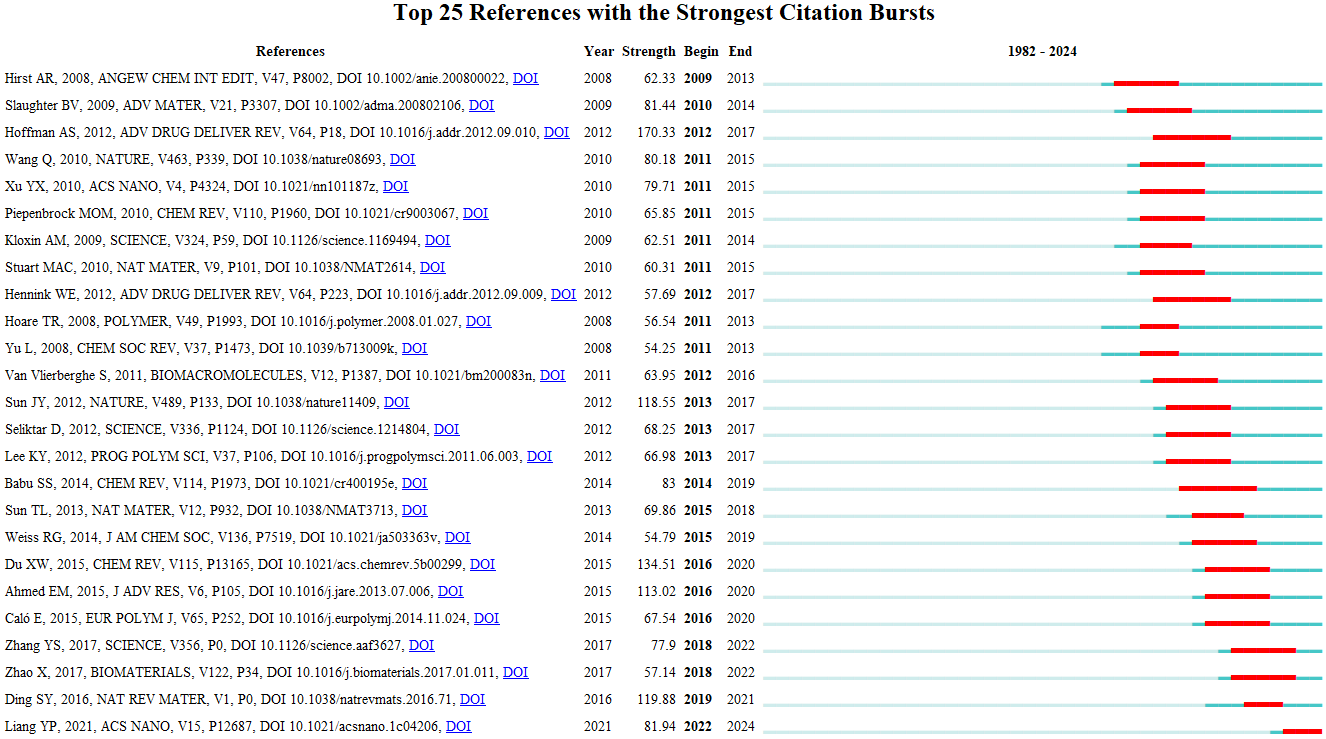 Top 25 References with the Strongest Citation Bursts
References Year Strength Begin End 1982 - 2024
Hirst AR, 2008, ANGEW CHEM INT EDIT, V47, P8002, DOI 10.1002/anie.200800022, DOI 2008 62.33 2009 2013
Slaughter BV, 2009, ADV MATER, V21, P3307, DOI 10.1002/adma.200802106, DOI 2009 81.44 2010 2014
Hoffman AS, 2012, ADV DRUG DELIVER REV, V64, P18, DOI 10.1016/j.addr.2012.09.010, DOI 2012 170.33 2012 2017
Wang Q, 2010, NATURE, V463, P339, DOI 10.1038/nature08693, DOI 2010 80.18 2011 2015
Xu YX, 2010, ACS NANO, V4, P4324, DOI 10.1021/nn101187z, DOI 2010 79.71 2011 2015
Piepenbrock MOM, 2010, CHEM REV, V110, P1960, DOI 10.1021/cr9003067, DOI 2010 65.85 2011 2015
Kloxin AM, 2009, SCIENCE, V324, P59, DOI 10.1126/science.1169494, DOI 2009 62.51 2011 2014
Stuart MAC, 2010, NAT MATER, V9, P101, DOI 10.1038/NMAT2614, DOI 2010 60.31 2011 2015
Hennink WE, 2012, ADV DRUG DELIVER REV, V64, P223, DOI 10.1016/j.addr.2012.09.009, DOI 2012 57.69 2012 2017
Hoare TR, 2008, POLYMER, V49, P1993, DOI 10.1016/j.polymer.2008.01.027, DOI 2008 56.54 2011 2013
Yu L, 2008, CHEM SOC REV, V37, P1473, DOI 10.1039/b713009k, DOI 2008 54.25 2011 2013
Van Vlierberghe S, 2011, BIOMACROMOLECULES, V12, P1387, DOI 10.1021/bm200083n, DOI 2011 63.95 2012 2016
Sun JY, 2012, NATURE, V489, P133, DOI 10.1038/nature11409, DOI 2012 118.55 2013 2017
Seliktar D, 2012, SCIENCE, V336, P1124, DOI 10.1126/science.1214804, DOI 2012 68.25 2013 2017
Lee KY, 2012, PROG POLYM SCI, V37, P106, DOI 10.1016/j.progpolymsci.2011.06.003, DOI 2012 66.98 2013 2017
Babu SS, 2014, CHEM REV, V114, P1973, DOI 10.1021/cr400195e, DOI 2014 83 2014 2019
Sun TL, 2013, NAT MATER, V12, P932, DOI 10.1038/NMAT3713, DOI 2013 69.86 2015 2018
Weiss RG, 2014, J AM CHEM SOC, V136, P7519, DOI 10.1021/ja503363v, DOI 2014 54.79 2015 2019
Du XW, 2015, CHEM REV, V115, P13165, DOI 10.1021/acs.chemrev.5b00299, DOI 2015 134.51 2016 2020
Ahmed EM, 2015, J ADV RES, V6, P105, DOI 10.1016/j.jare.2013.07.006, DOI 2015 113.02 2016 2020
Caló E, 2015, EUR POLYM J, V65, P252, DOI 10.1016/j.eurpolymj.2014.11.024, DOI 2015 67.54 2016 2020
Zhang YS, 2017, SCIENCE, V356, P0, DOI 10.1126/science.aaf3627, DOI 2017 77.9 2018 2022
Zhao X, 2017, BIOMATERIALS, V122, P34, DOI 10.1016/j.biomaterials.2017.01.011, DOI 2017 57.14 2018 2022
Ding SY, 2016, NAT REV MATER, V1, P0, DOI 10.1038/natrevmats.2016.71, DOI 2016 119.88 2019 2021
Liang YP, 2021, ACS NANO, V15, P12687, DOI 10.1021/acsnano.1c04206, DOI 2021 81.94 2022 2024